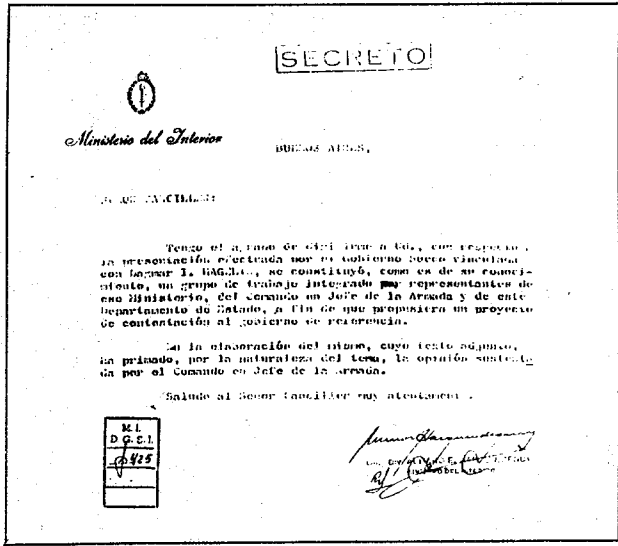 SECRETO
Ministerio del Interior
BUENOS AIRES,
Tengo el agrado de dirigirme a Ud., con respecto
la presentación efectuada por el Gobierno Sueco vinculada
con Dagmar I. se constituyó, como es de su conoci-
miento, un grupo de trabajo integrado por representantes de
ese Ministerio, del Comando en Jefe de la Armada y de este
Departamento de Estado, a fin de que propusiera un proyecto
de contestación al gobierno de referencia.
En la elaboración del mismo, cuyo texto adjunto,
ha primado, por la naturaleza del tema, la opinión sustenta
da por el Comando en Jefe de la Armada.
Saludo al Señor Canciller muy atentamente.
M.I.
D.G.S.I.
425